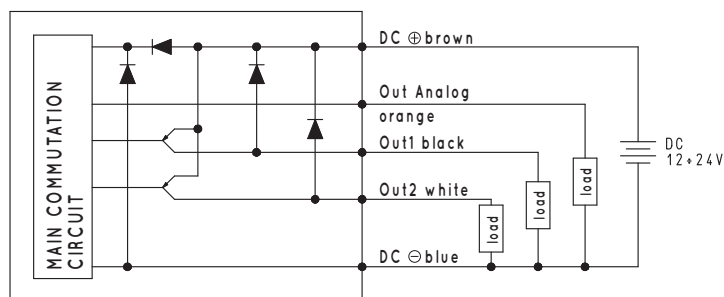 MAIN COMMUTATION
CIRCUIT
DC ⊕ brown
Out Analog
orange
Out1 black
Out2 white
DC ⊖ blue
load
load
load
DC
12÷24V